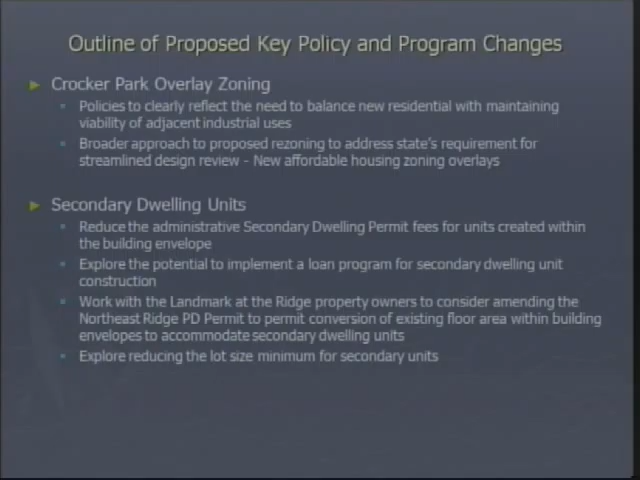 Outline of Proposed Key Policy and Program Changes
Crocker Park Overlay Zoning
Policies to clearly reflect the need to balance new residential with maintaining
viability of adjacent industrial uses
Broader approach to proposed rezoning to address state's requirement for
streamlined design review - New affordable housing zoning overlays
Secondary Dwelling Units
Reduce the administrative Secondary Dwelling Permit fees for units created within
the building envelope
Explore the potential to implement a loan program for secondary dwelling unit
construction
Work with the Landmark at the Ridge property owners to consider amending the
Northeast Ridge PD Permit to permit conversion of existing floor area within building
envelopes to accommodate secondary dwelling units
Explore reducing the lot size minimum for secondary units